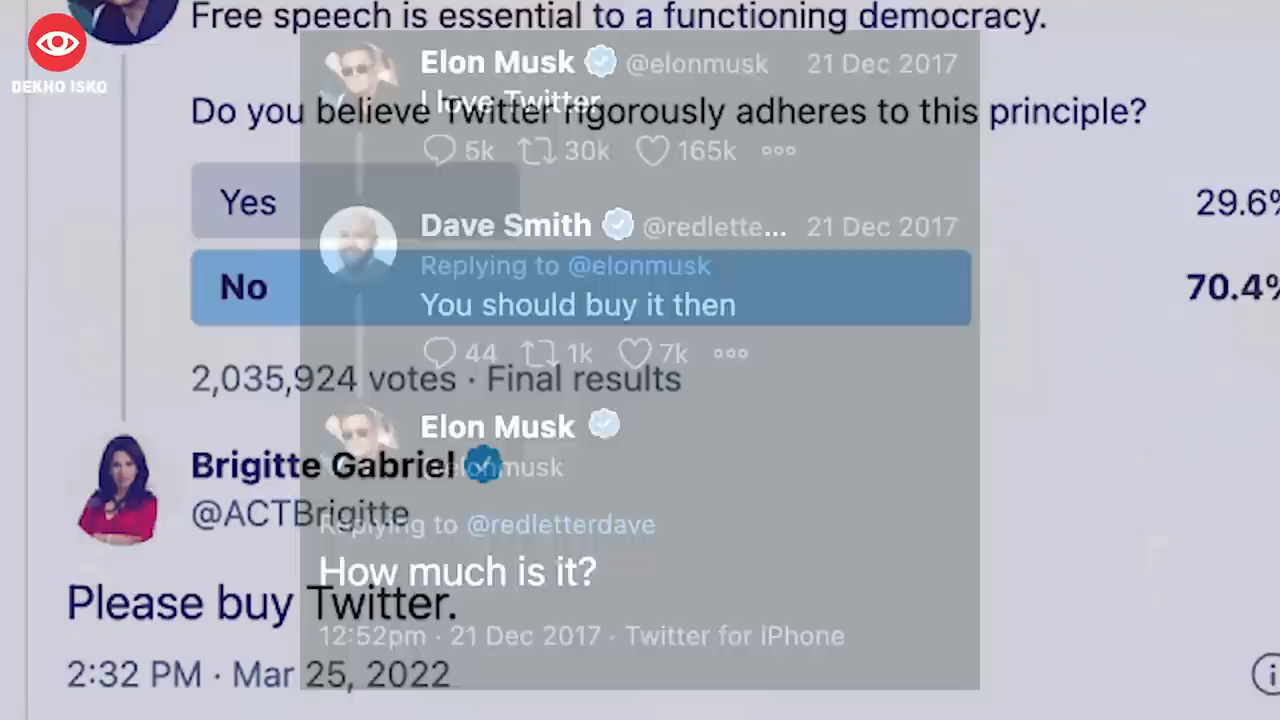 Free speech is essential to a functioning democracy.
DEKHO ISKO
Do you believe Twitter rigorously adheres to this principle?
Yes 29.6%
No 70.4%
2,035,924 votes · Final results
Brigitte Gabriel
@ACTBrigitte
Please buy Twitter.
2:32 PM · Mar 25, 2022
Elon Musk @elonmusk 21 Dec 2017
I love Twitter
5k 30k 165k
Dave Smith @redlette... 21 Dec 2017
Replying to @elonmusk
You should buy it then
44 1k 7k
Elon Musk
@elonmusk
Replying to @redletterdave
How much is it?
12:52pm · 21 Dec 2017 · Twitter for iPhone